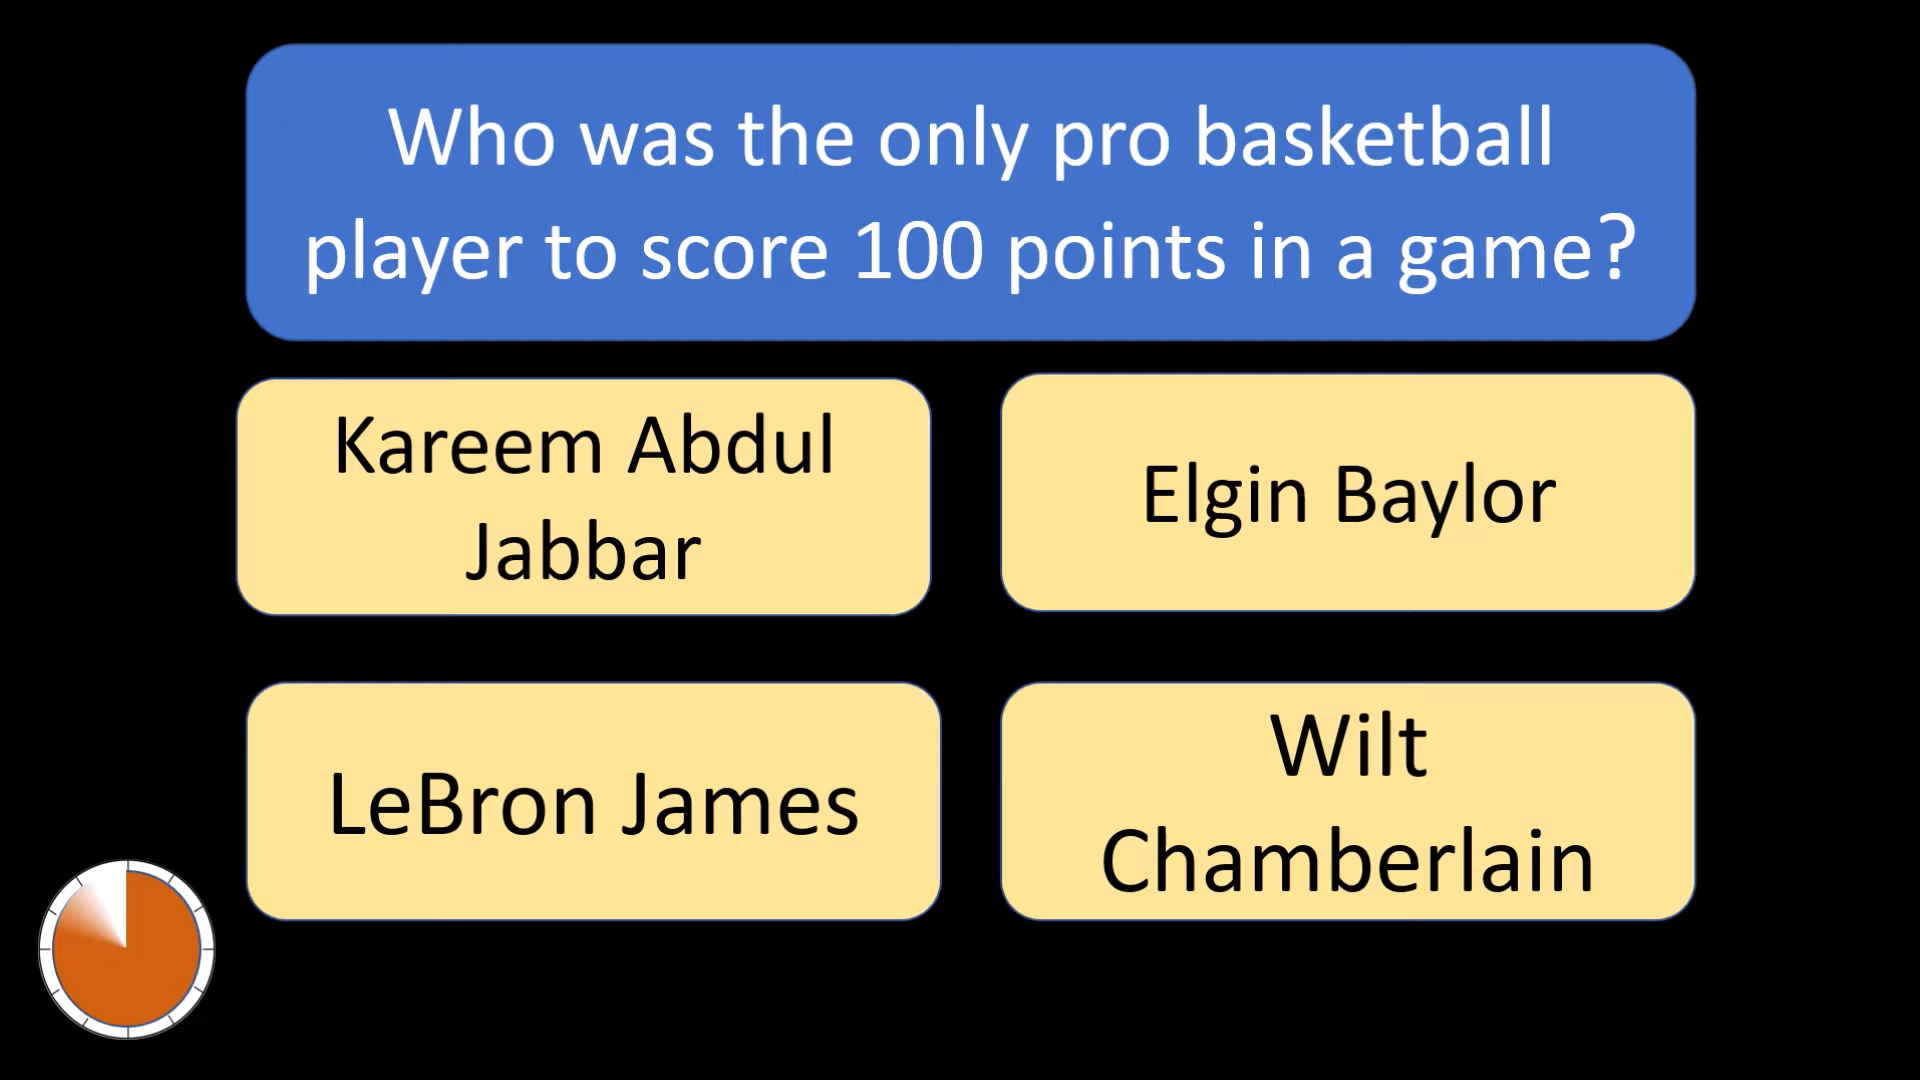 Who was the only pro basketball
player to score 100 points in a game?
Kareem Abdul
Jabbar
Elgin Baylor
LeBron James
Wilt
Chamberlain